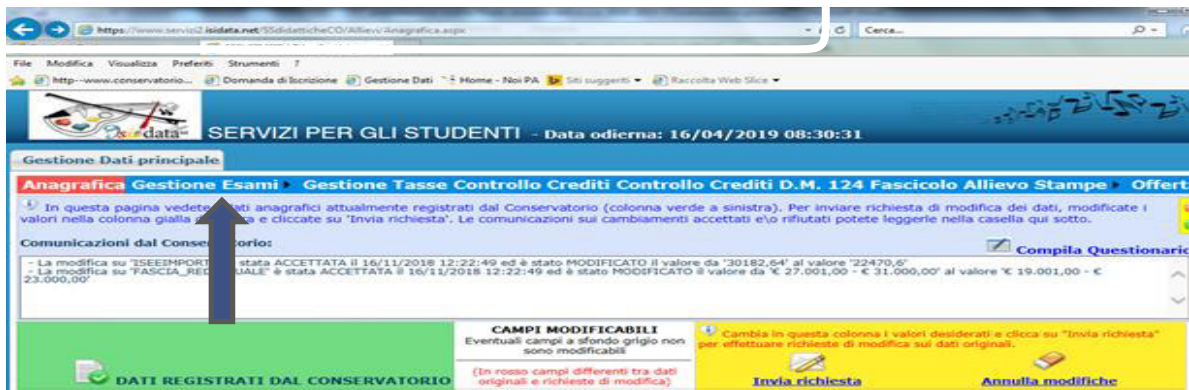 https://www.servizi2.isidata.net/SSdidatticheCO/Allievi/Anagrafica.aspx
Cerca...
File Modifica Visualizza Preferiti Strumenti ?
http--www.conservatorio... Domanda di Iscrizione Gestione Dati Home - Noi PA Siti suggeriti Raccolta Web Slice
Isidata SERVIZI PER GLI STUDENTI - Data odierna: 16/04/2019 08:30:31
Gestione Dati principale
Anagrafica Gestione Esami Gestione Tasse Controllo Crediti Controllo Crediti D.M. 124 Fascicolo Allievo Stampe Offert
In questa pagina vedete dati anagrafici attualmente registrati dal Conservatorio (colonna verde a sinistra). Per inviare richiesta di modifica dei dati, modificate i
valori nella colonna gialla e cliccate su 'Invia richiesta'. Le comunicazioni sui cambiamenti accettati e\o rifiutati potete leggerle nella casella qui sotto.
Comunicazioni dal Conse orio:
Compila Questionario
- La modifica su 'ISEEIMPORT stata ACCETTATA il 16/11/2018 12:22:49 ed è stato MODIFICATO il valore da '30182,64' al valore '22470,6'
- La modifica su 'FASCIA_RED UALE' è stata ACCETTATA il 16/11/2018 12:22:49 ed è stato MODIFICATO il valore da '€ 27.001,00 - € 31.000,00' al valore '€ 19.001,00 - €
23.000,00'
DATI REGISTRATI DAL CONSERVATORIO
CAMPI MODIFICABILI
Eventuali campi a sfondo grigio non
sono modificabili
(In rosso campi differenti tra dati
originali e richieste di modifica)
Cambia in questa colonna i valori desiderati e clicca su "Invia richiesta"
per effettuare richieste di modifica sui dati originali.
Invia richiesta Annulla modifiche